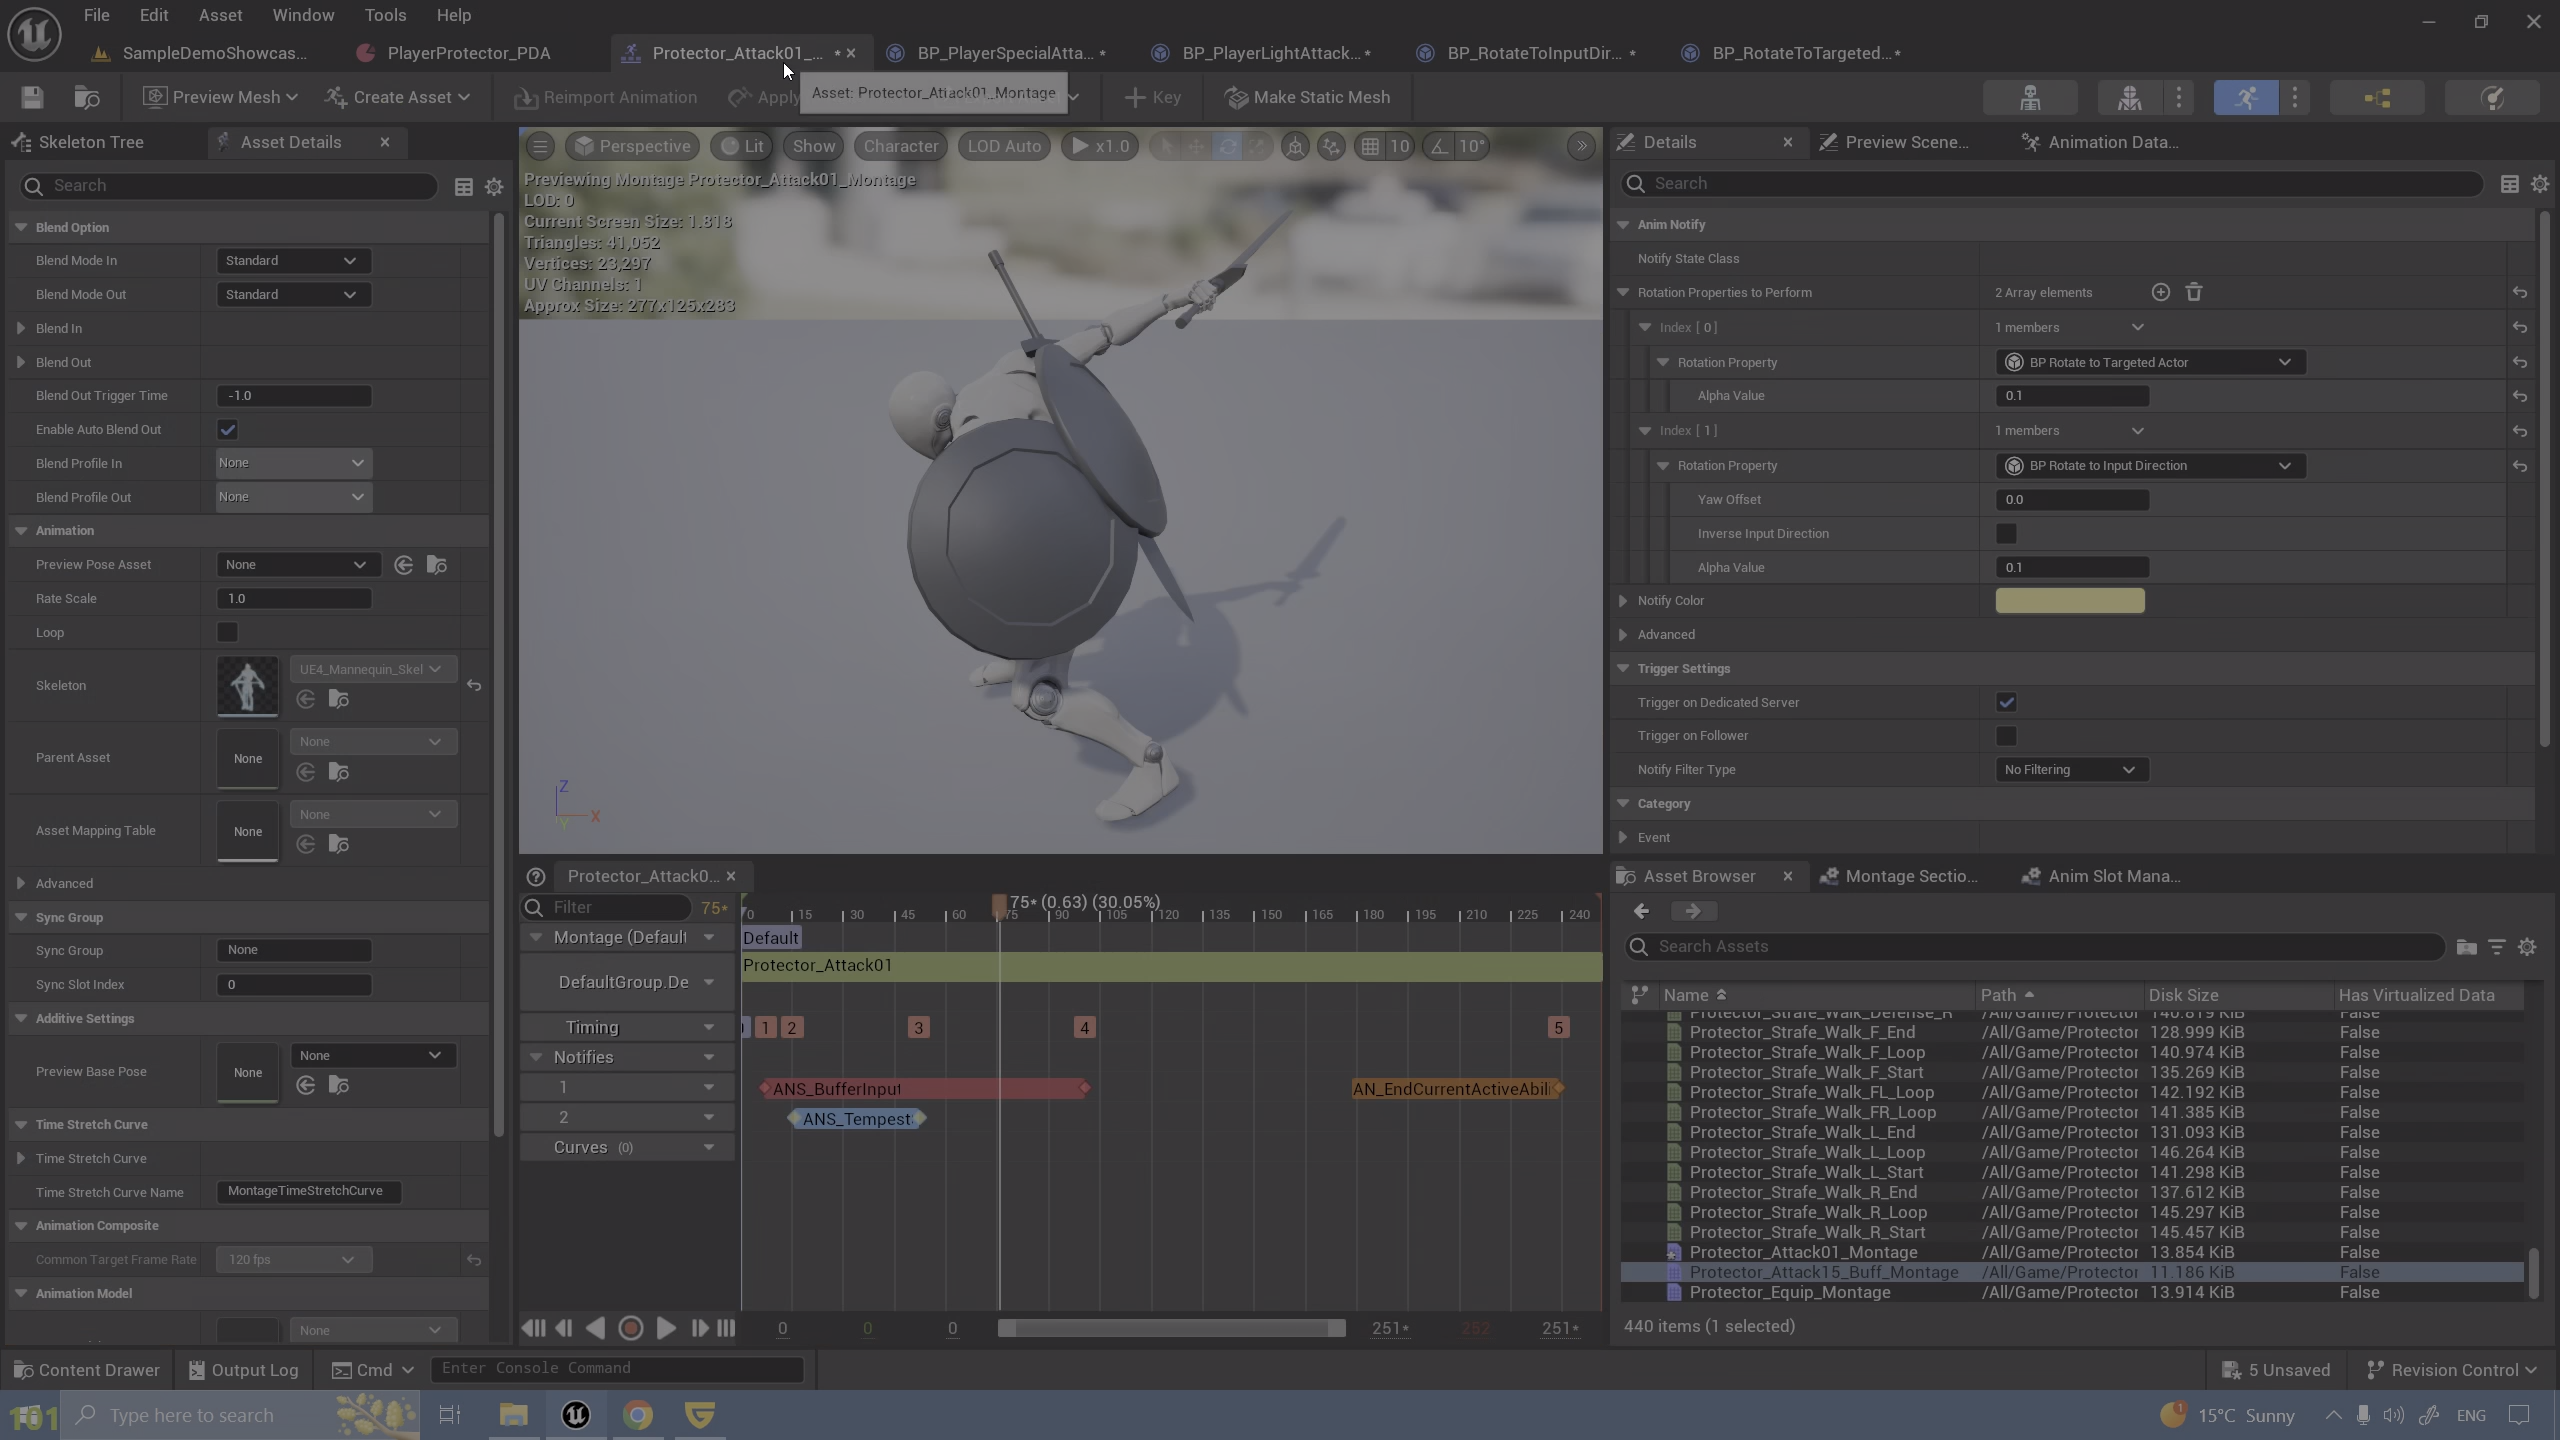 File Edit Asset Window Tools Help
SampleDemoShowcas...
PlayerProtector_PDA
Protector_Attack01_... *
BP_PlayerSpecialAtta... *
BP_PlayerLightAttack... *
BP_RotateToInputDir... *
BP_RotateToTargeted... *
Preview Mesh
Create Asset
Reimport Animation
Apply
Asset: Protector_Attack01_Montage
Key
Make Static Mesh
Skeleton Tree
Asset Details
Search
Blend Option
Blend Mode In Standard
Blend Mode Out Standard
Blend In
Blend Out
Blend Out Trigger Time -1.0
Enable Auto Blend Out
Blend Profile In None
Blend Profile Out None
Animation
Preview Pose Asset None
Rate Scale 1.0
Loop
Skeleton UE4_Mannequin_Skel
Parent Asset None None
Asset Mapping Table None None
Advanced
Sync Group
Sync Group None
Sync Slot Index 0
Additive Settings
Preview Base Pose None None
Time Stretch Curve
Time Stretch Curve
Time Stretch Curve Name MontageTimeStretchCurve
Animation Composite
Common Target Frame Rate 120 fps
Animation Model
None
Perspective Lit Show Character LOD Auto x1.0 10 10°
Previewing Montage Protector_Attack01_Montage
LOD: 0
Current Screen Size: 1.818
Triangles: 41,052
Vertices: 23,297
UV Channels: 1
Approx Size: 277x125x283
Z
X
Y
Protector_Attack0...
Filter 75*
75* (0.63) (30.05%)
0 15 30 45 60 75 90 105 120 135 150 165 180 195 210 225 240
Montage (Default Default
Protector_Attack01
DefaultGroup.De
Timing 1 2 3 4 5
Notifies
1 ANS_BufferInput AN_EndCurrentActiveAbili
2 ANS_Tempest
Curves (0)
0 0 0 251* 252 251*
Details
Preview Scene...
Animation Data...
Search
Anim Notify
Notify State Class
Rotation Properties to Perform 2 Array elements
Index [ 0 ] 1 members
Rotation Property BP Rotate to Targeted Actor
Alpha Value 0.1
Index [ 1 ] 1 members
Rotation Property BP Rotate to Input Direction
Yaw Offset 0.0
Inverse Input Direction
Alpha Value 0.1
Notify Color
Advanced
Trigger Settings
Trigger on Dedicated Server
Trigger on Follower
Notify Filter Type No Filtering
Category
Event
Asset Browser
Montage Sectio...
Anim Slot Mana...
Search Assets
Name Path Disk Size Has Virtualized Data
Protector_Strafe_Walk_Defense_R /All/Game/Protector 140.819 KiB False
Protector_Strafe_Walk_F_End /All/Game/Protector 128.999 KiB False
Protector_Strafe_Walk_F_Loop /All/Game/Protector 140.974 KiB False
Protector_Strafe_Walk_F_Start /All/Game/Protector 135.269 KiB False
Protector_Strafe_Walk_FL_Loop /All/Game/Protector 142.192 KiB False
Protector_Strafe_Walk_FR_Loop /All/Game/Protector 141.385 KiB False
Protector_Strafe_Walk_L_End /All/Game/Protector 131.093 KiB False
Protector_Strafe_Walk_L_Loop /All/Game/Protector 146.264 KiB False
Protector_Strafe_Walk_L_Start /All/Game/Protector 141.298 KiB False
Protector_Strafe_Walk_R_End /All/Game/Protector 137.612 KiB False
Protector_Strafe_Walk_R_Loop /All/Game/Protector 145.297 KiB False
Protector_Strafe_Walk_R_Start /All/Game/Protector 145.457 KiB False
Protector_Attack01_Montage /All/Game/Protector 13.854 KiB False
Protector_Attack15_Buff_Montage /All/Game/Protector 11.186 KiB False
Protector_Equip_Montage /All/Game/Protector 13.914 KiB False
440 items (1 selected)
Content Drawer Output Log Cmd Enter Console Command 5 Unsaved Revision Control
101 Type here to search 1 15°C Sunny ENG